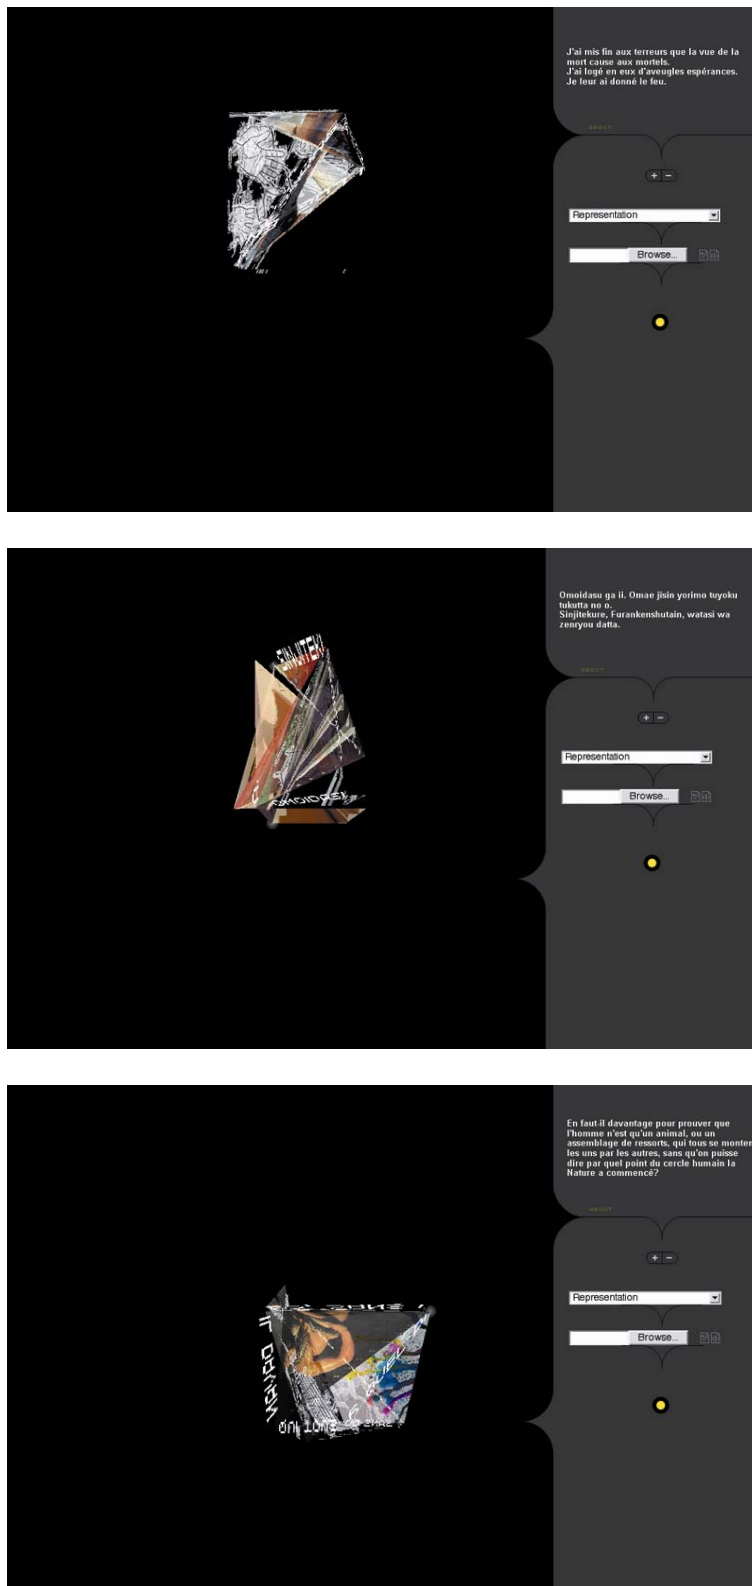 J'ai mis fin aux terreurs que la vue de la
mort cause aux mortels.
J'ai logé en eux d'aveugles espérances.
Je leur ai donné le feu.
ABOUT
+ −
Representation
Browse...
Omoidasu ga ii. Omae jisin yorimo tuyoku
tukutta no o.
Sinjitekure, Furankenshutain, watasi wa
zenryou datta.
ABOUT
+ −
Representation
Browse...
En faut-il davantage pour prouver que
l'homme n'est qu'un animal, ou un
assemblage de ressorts, qui tous se monten
les uns par les autres, sans qu'on puisse
dire par quel point du cercle humain la
Nature a commencé?
ABOUT
+ −
Representation
Browse...